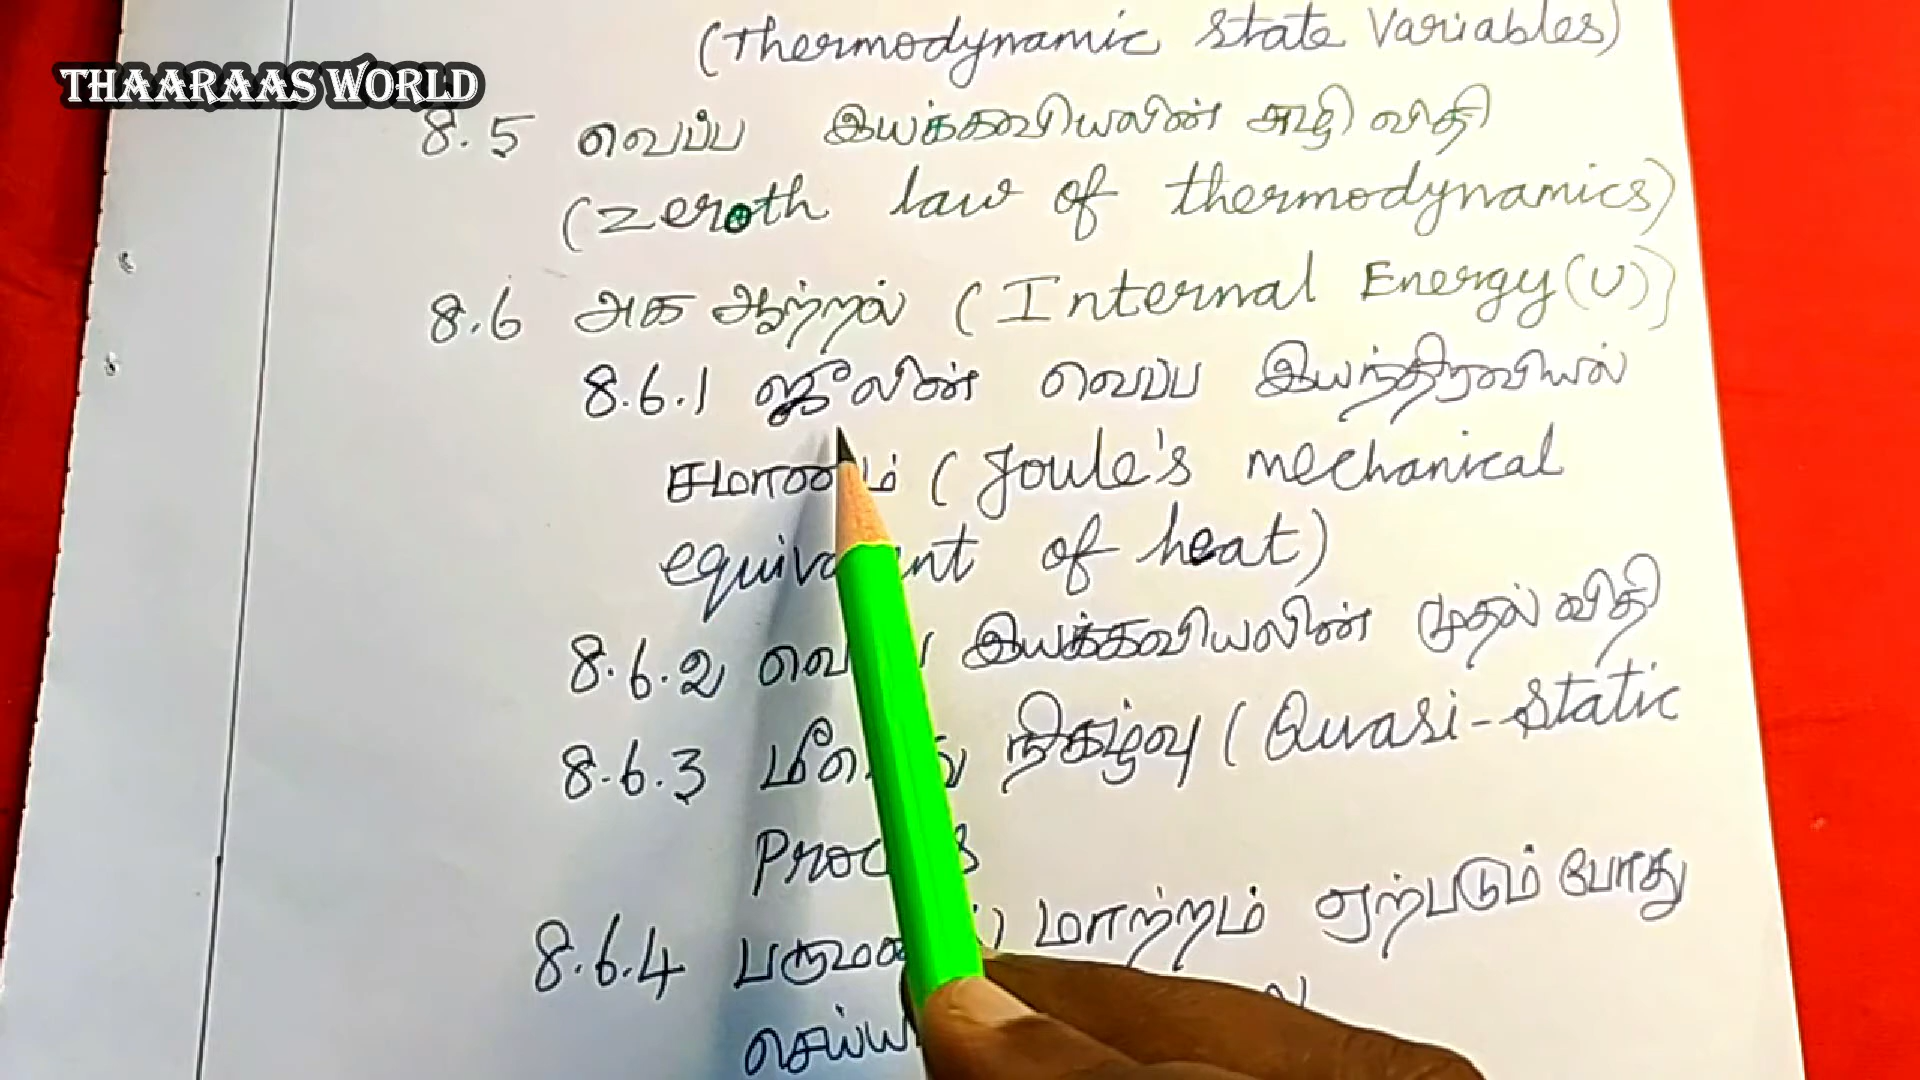 (Thermodynamic State Variables)
THAARAAS WORLD
8.5 வெப்ப இயக்கவியலின் சுழி விதி
(Zeroth law of thermodynamics)
8.6 அக ஆற்றல் (Internal Energy (U))
8.6.1 ஜூலின் வெப்ப இயந்திரவியல்
சமானம் (Joule's mechanical
equivalent of heat)
8.6.2 இயக்கவியலின் முதல் விதி
8.6.3 நிகழ்வு (Quasi-Static
Process
8.6.4 மாற்றம் ஏற்படும் போது